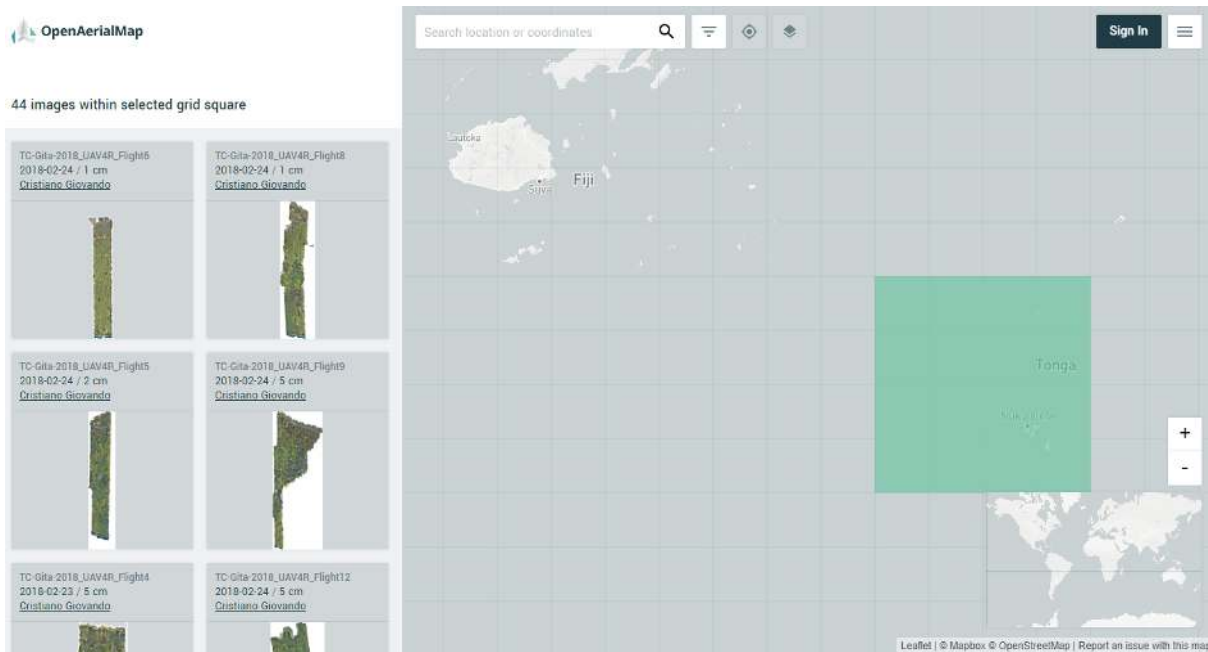 OpenAerialMap
44 images within selected grid square
TC-Gita-2018_UAV4R_Flight6
2018-02-24 / 1 cm
Cristiano Giovando
TC-Gita-2018_UAV4R_Flight8
2018-02-24 / 1 cm
Cristiano Giovando
TC-Gita-2018_UAV4R_Flight5
2018-02-24 / 2 cm
Cristiano Giovando
TC-Gita-2018_UAV4R_Flight9
2018-02-24 / 5 cm
Cristiano Giovando
TC-Gita-2018_UAV4R_Flight4
2018-02-23 / 5 cm
Cristiano Giovando
TC-Gita-2018_UAV4R_Flight12
2018-02-24 / 5 cm
Cristiano Giovando
Search location or coordinates
Sign In
Lautoka
Suva
Fiji
Tonga
+
-
Leaflet | © Mapbox © OpenStreetMap | Report an issue with this map